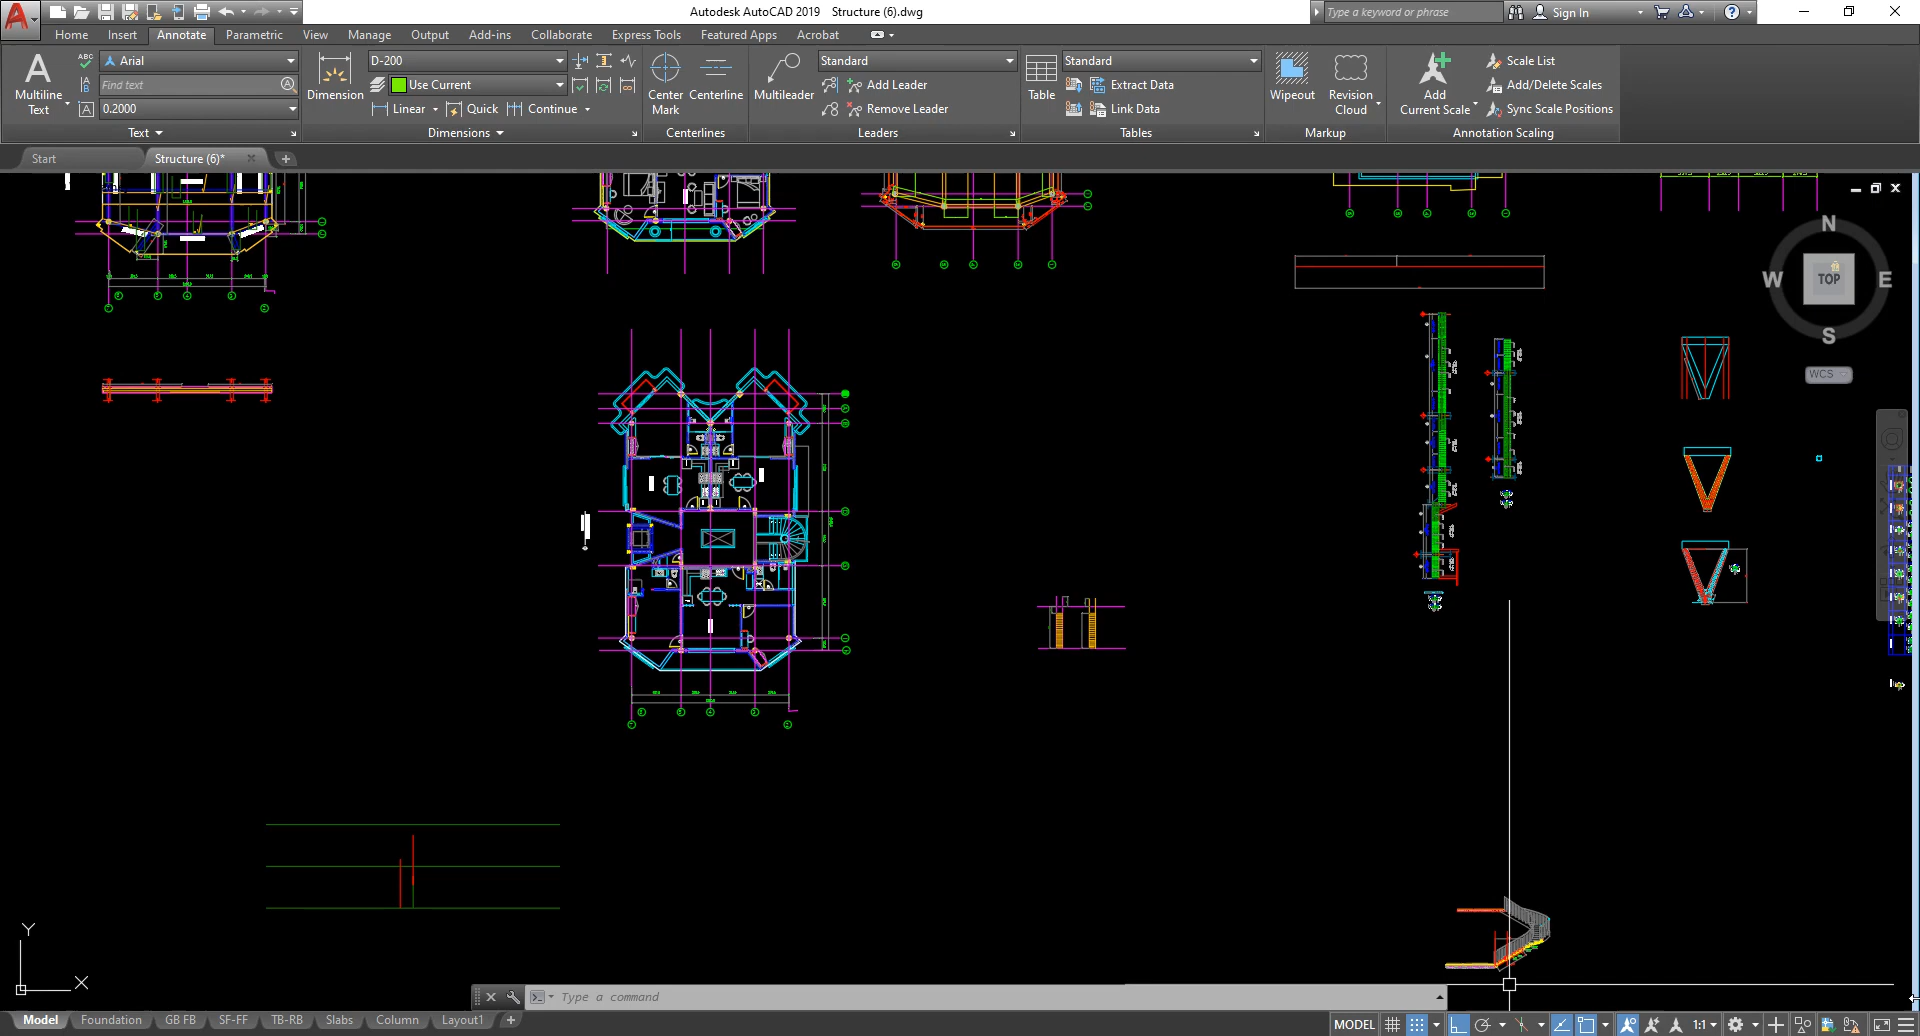 Autodesk AutoCAD 2019 Structure (6).dwg
Type a keyword or phrase
Sign In
Home Insert Annotate Parametric View Manage Output Add-ins Collaborate Express Tools Featured Apps Acrobat
Multiline Text
ABC
Arial
Find text
0.2000
Text
Dimension
D-200
Use Current
Linear Quick Continue
Dimensions
Center Mark
Centerline
Centerlines
Multileader
Standard
Add Leader
Remove Leader
Leaders
Table
Standard
Extract Data
Link Data
Tables
Wipeout
Revision Cloud
Markup
Add Current Scale
Scale List
Add/Delete Scales
Sync Scale Positions
Annotation Scaling
Start
Structure (6)*
N
W
TOP
E
S
WCS
Y
X
Type a command
Model Foundation GB FB SF-FF TB-RB Slabs Column Layout1
MODEL
1:1